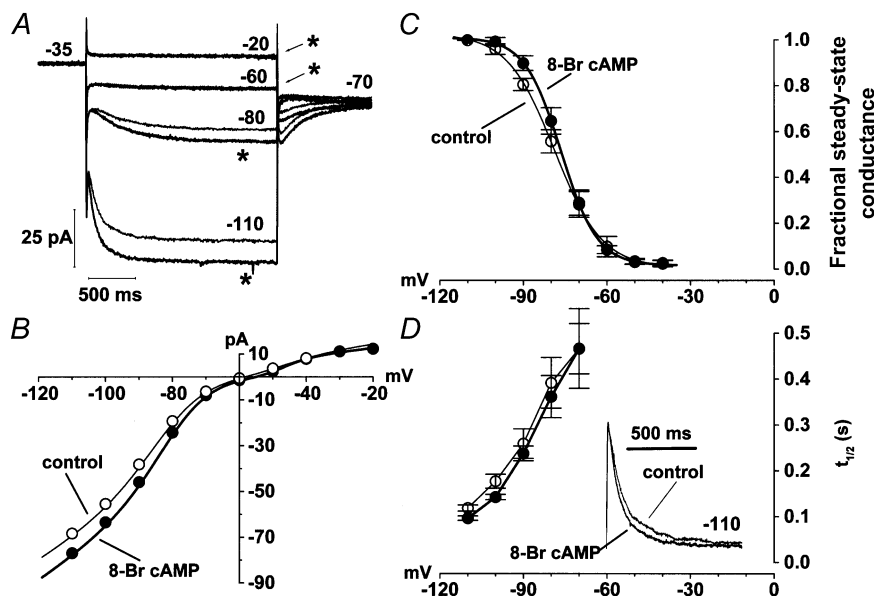 A
-35
-20
*
*
-60
-70
-80
*
-110
25 pA
*
500 ms
B
pA
10
mV
-120 -100 -80 -40 -20
-10
-30
-50
-70
-90
control
8-Br cAMP
C
1.0
0.8
0.6
0.4
0.2
0.0
8-Br cAMP
control
Fractional steady-state
conductance
mV
-120 -90 -60 -30 0
D
0.5
0.4
0.3
0.2
0.1
0.0
t1/2 (s)
500 ms
control
-110
8-Br cAMP
mV
-120 -90 -60 -30 0